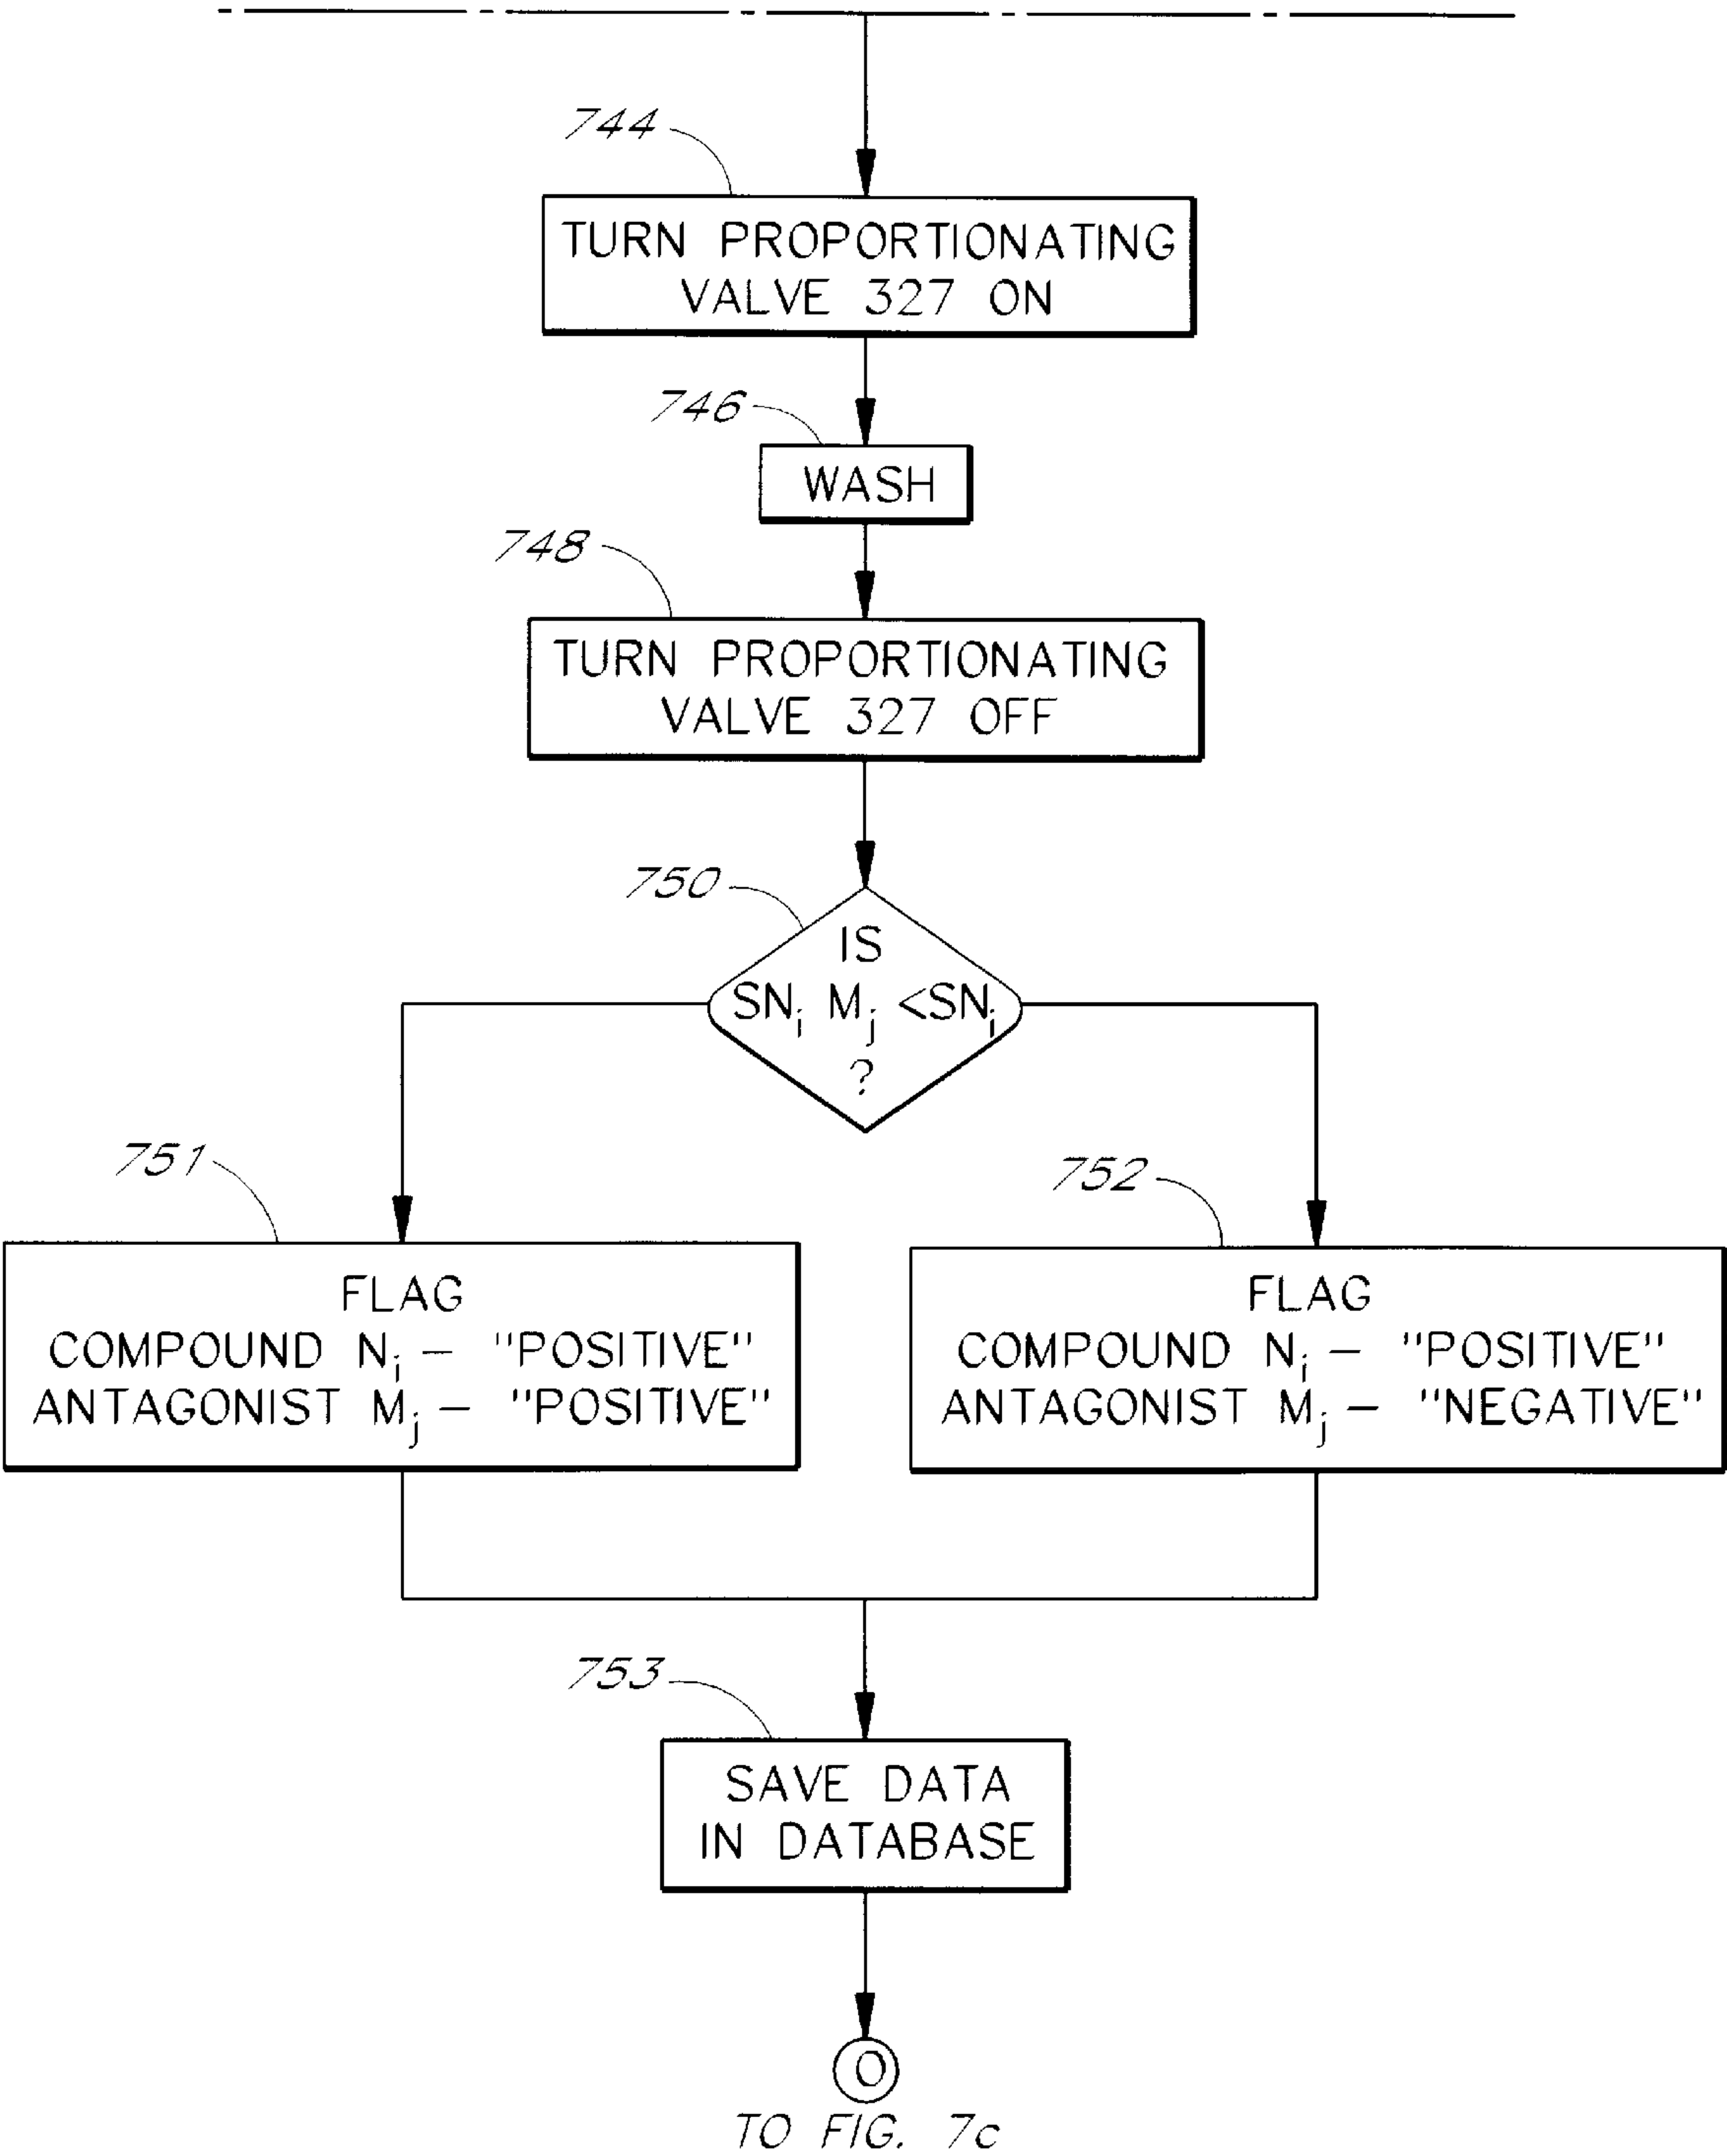 744
TURN PROPORTIONATING
VALVE 327 ON
746
WASH
748
TURN PROPORTIONATING
VALVE 327 OFF
750
IS
SNi Mj <SNi
?
751
FLAG
COMPOUND Ni – "POSITIVE"
ANTAGONIST Mj – "POSITIVE"
752
FLAG
COMPOUND Ni – "POSITIVE"
ANTAGONIST Mj – "NEGATIVE"
753
SAVE DATA
IN DATABASE
O
TO FIG. 7c